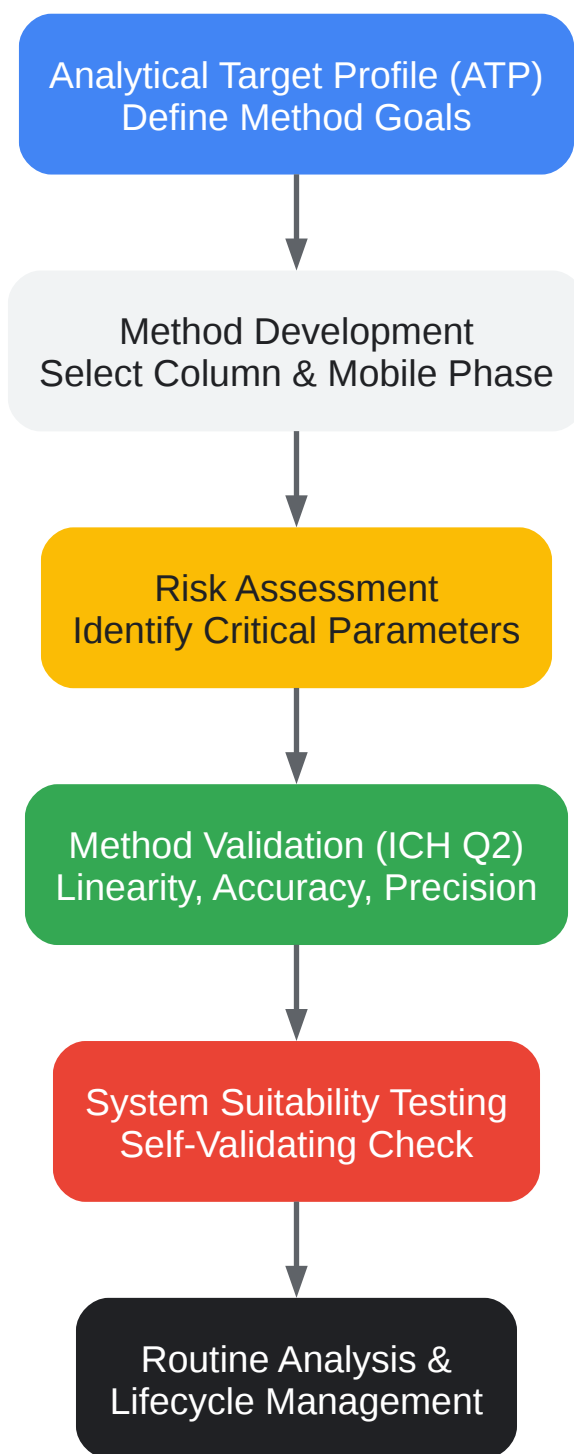 Analytical Target Profile (ATP)
Define Method Goals
Method Development
Select Column & Mobile Phase
Risk Assessment
Identify Critical Parameters
Method Validation (ICH Q2)
Linearity, Accuracy, Precision
System Suitability Testing
Self-Validating Check
Routine Analysis &
Lifecycle Management